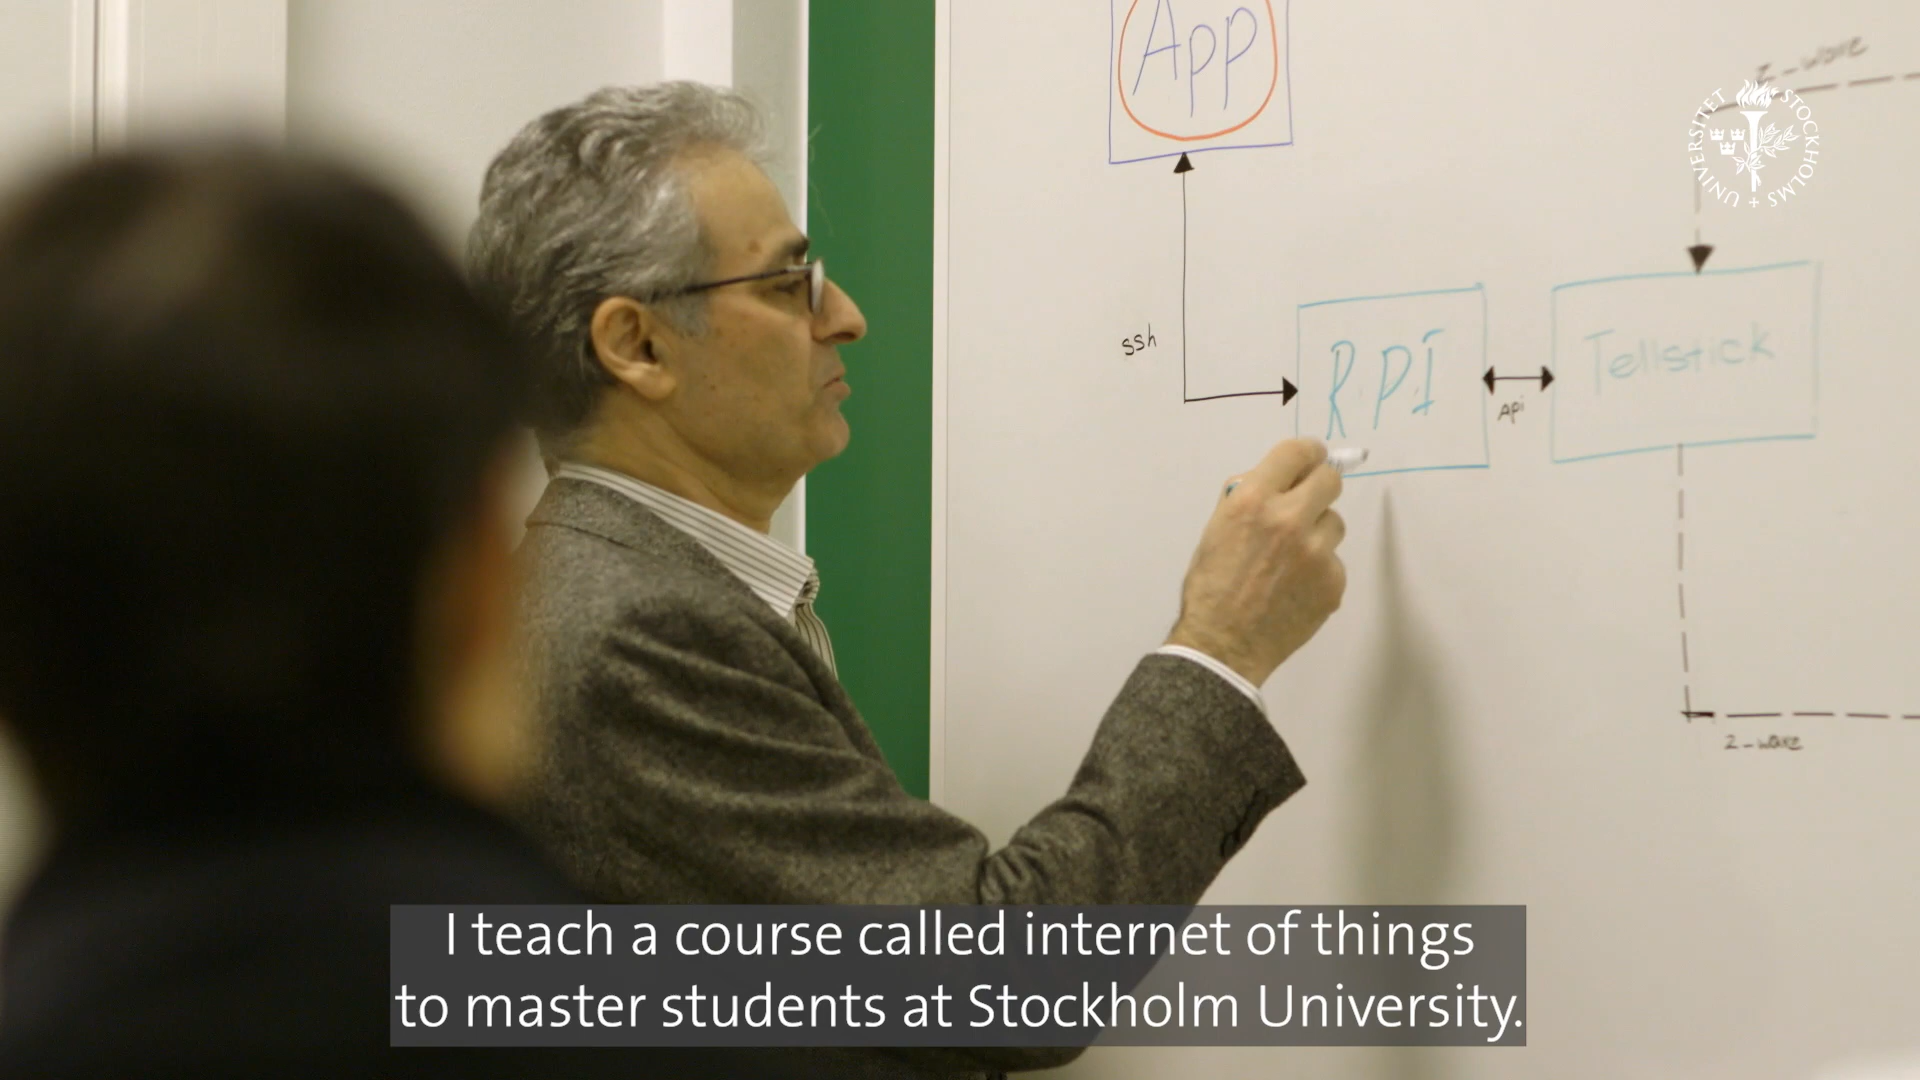 App
z-wave
STOCKHOLMS UNIVERSITET
ssh
RPI
Api
Tellstick
z-wave
I teach a course called internet of things
to master students at Stockholm University.